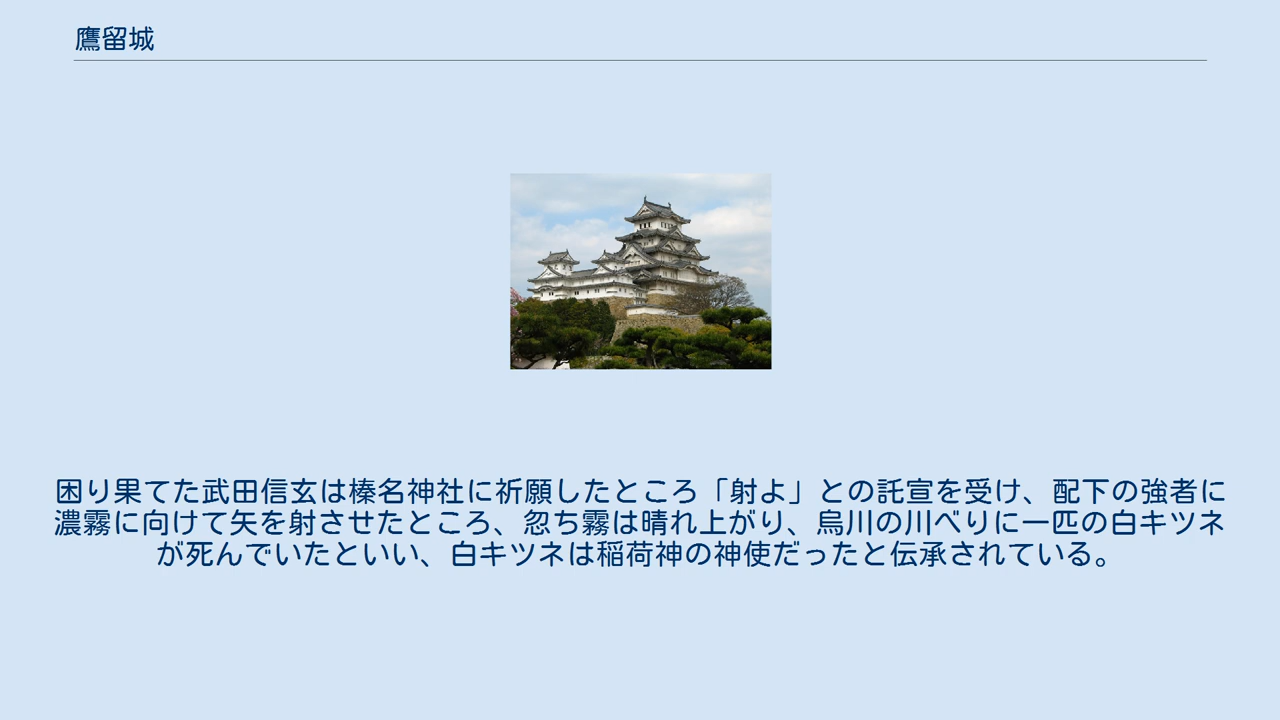 鷹留城
困り果てた武田信玄は榛名神社に祈願したところ「射よ」との託宣を受け、配下の強者に
濃霧に向けて矢を射させたところ、忽ち霧は晴れ上がり、烏川の川べりに一匹の白キツネ
が死んでいたといい、白キツネは稲荷神の神使だったと伝承されている。